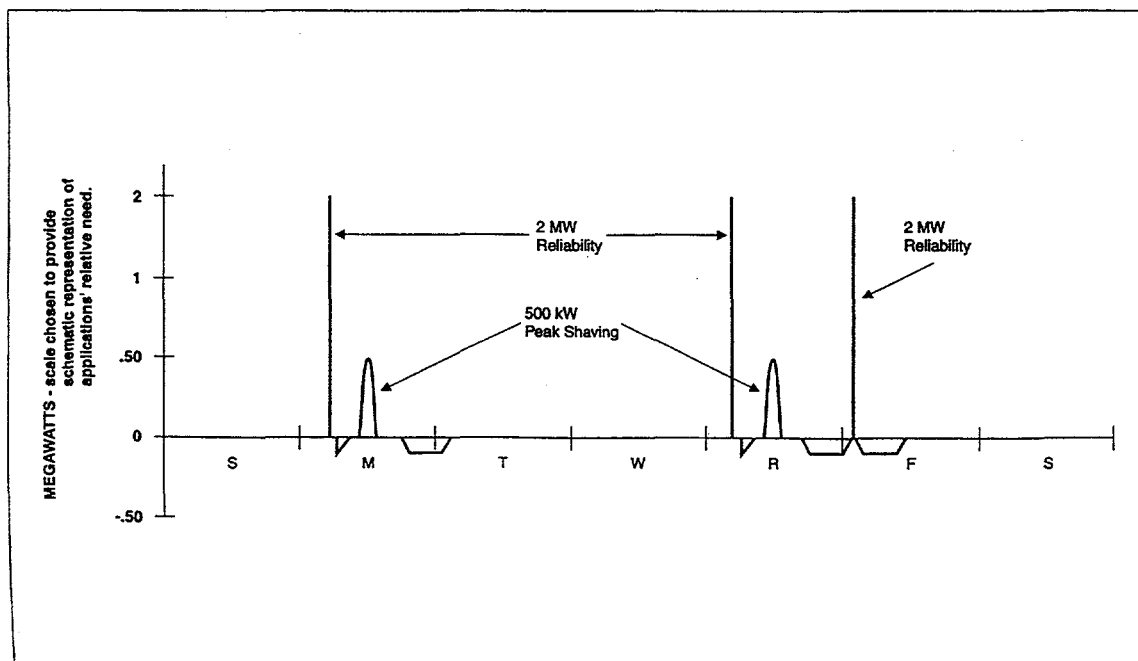 MEGAWATTS - scale chosen to provide
schematic representation of
applications' relative need.
2
1
.50
0
-.50
2 MW
Reliability
2 MW
Reliability
500 kW
Peak Shaving
S
M
T
W
R
F
S